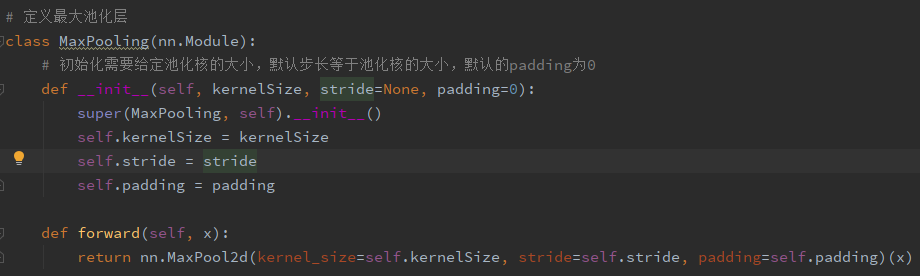 # 定义最大池化层
class MaxPooling(nn.Module):
    # 初始化需要给定池化核的大小，默认步长等于池化核的大小，默认的padding为0
    def __init__(self, kernelSize, stride=None, padding=0):
        super(MaxPooling, self).__init__()
        self.kernelSize = kernelSize
        self.stride = stride
        self.padding = padding
    def forward(self, x):
        return nn.MaxPool2d(kernel_size=self.kernelSize, stride=self.stride, padding=self.padding)(x)